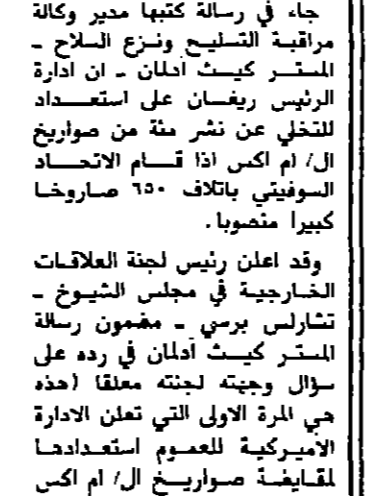 جاء في رسالة كتبها مدير وكالة
مراقبة التسليح ونزع السلاح ـ
المستر كيث أدلمان ـ ان ادارة
الرئيس ريغان على استعداد
للتخلي عن نشر مئة من صواريخ
ال/ ام اكس اذا قام الاتحاد
السوفيتي باتلاف ٦٥٠ صاروخا
كبيرا منصوبا.
وقد اعلن رئيس لجنة العلاقات
الخارجية في مجلس الشيوخ ـ
تشارلس برسي ـ مضمون رسالة
المستر كيث أدلمان في رده على
سؤال وجهته لجنته معلقا (هذه
هي المرة الاولى التي تعلن الادارة
الأميركية للعموم استعدادها
لمقايضة صواريخ ال/ ام اكس